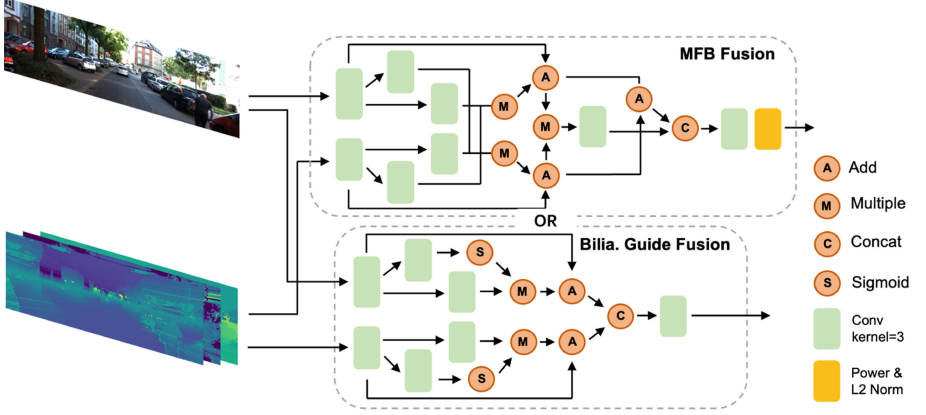 MFB Fusion
A
A
M
M
C
M
A
A Add
OR
M Multiple
Bilia. Guide Fusion
C Concat
S
S Sigmoid
M
A
C
Conv
kernel=3
M
A
S
Power &
L2 Norm